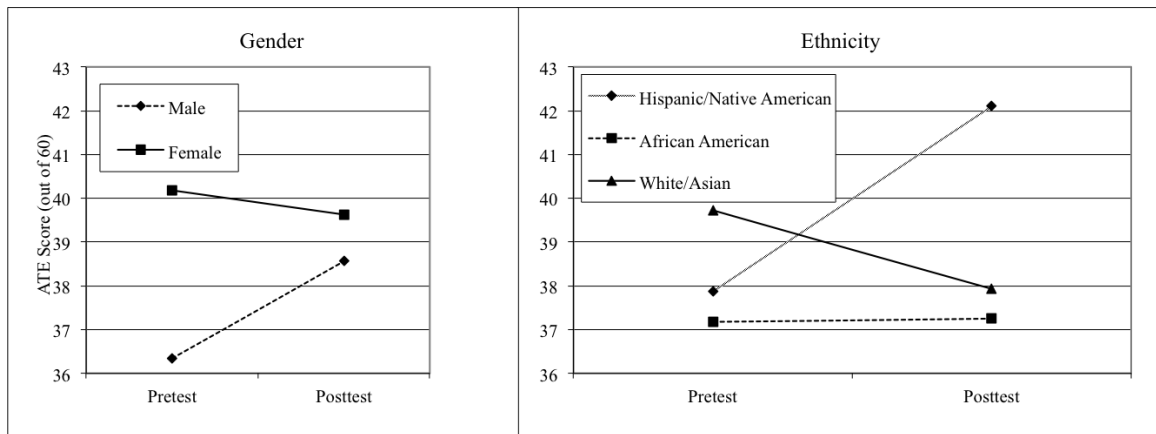 Gender
43
42
41
40
39
38
37
36
ATE Score (out of 60)
Male
Female
Pretest
Posttest
Ethnicity
43
42
41
40
39
38
37
36
Hispanic/Native American
African American
White/Asian
Pretest
Posttest